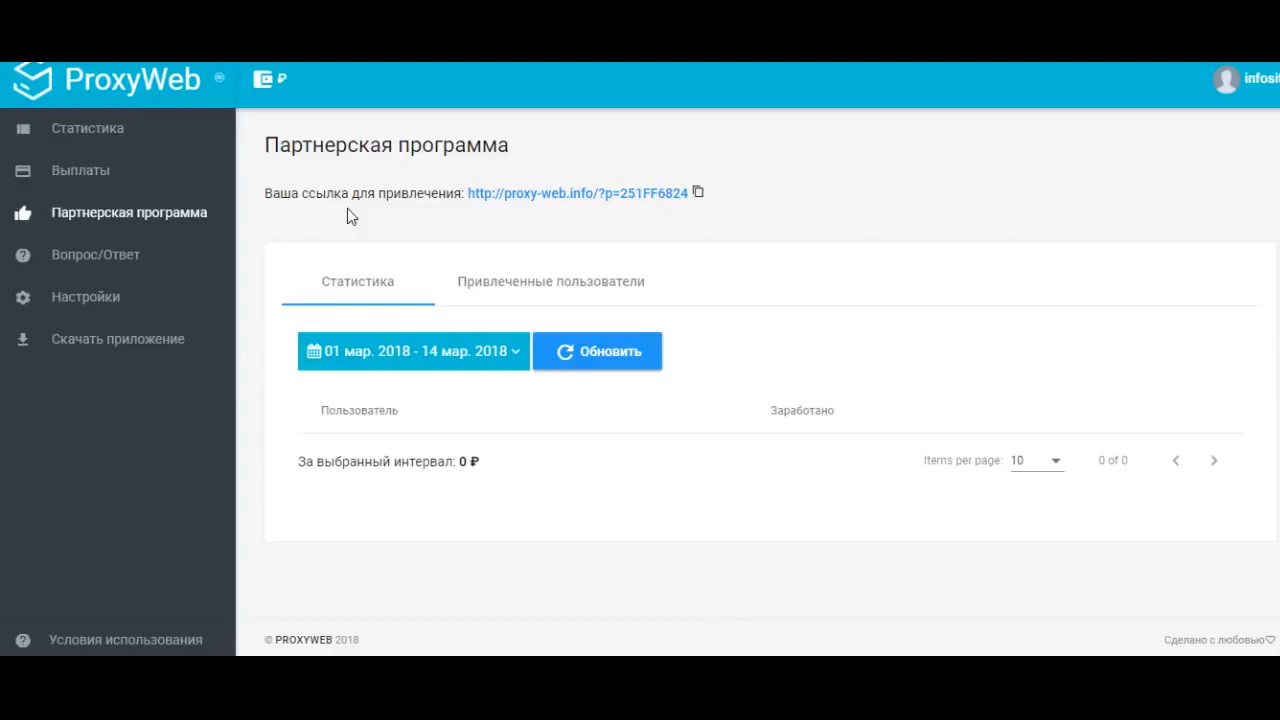 ProxyWeb ₽
infosit
Статистика
Выплаты
Партнерская программа
Вопрос/Ответ
Настройки
Скачать приложение
Условия использования
Партнерская программа
Ваша ссылка для привлечения: http://proxy-web.info/?p=251FF6824
Статистика Привлеченные пользователи
01 мар. 2018 - 14 мар. 2018 Обновить
Пользователь Заработано
За выбранный интервал: 0 ₽ Items per page: 10 0 of 0
© PROXYWEB 2018 Сделано с любовью♡